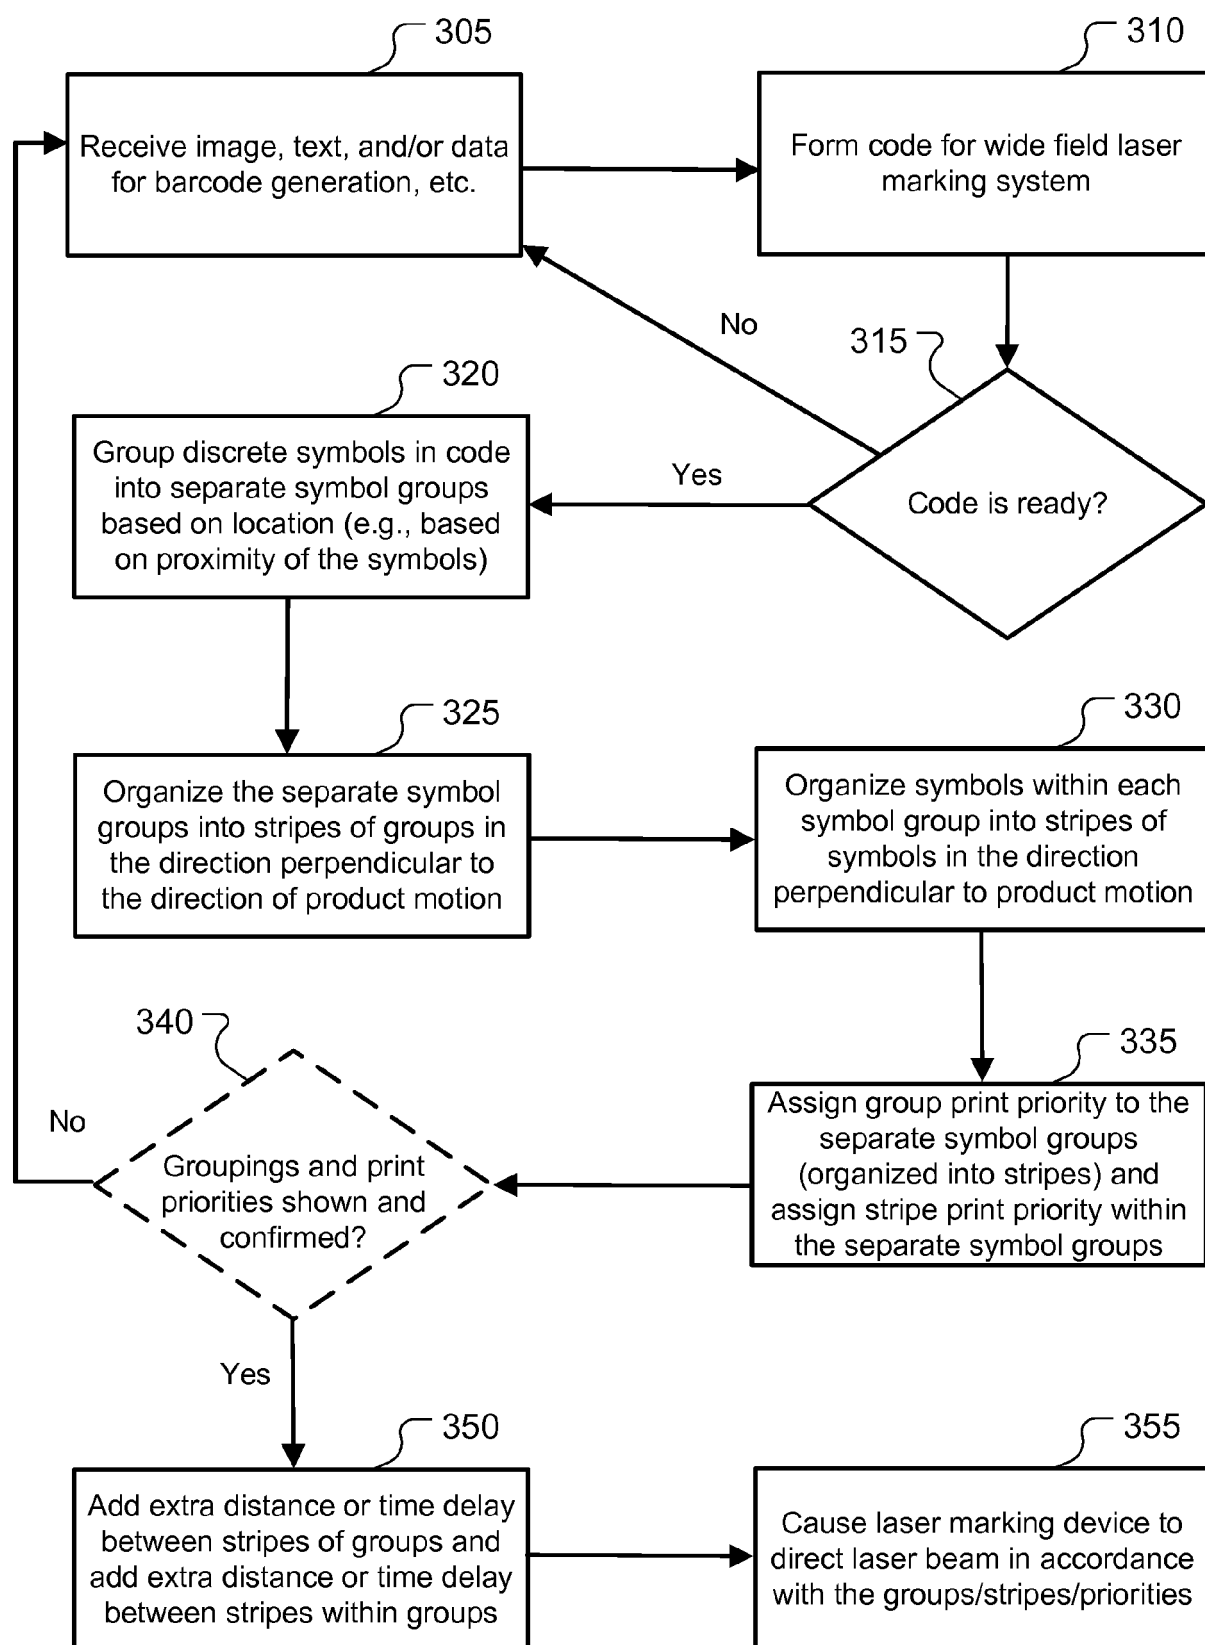 305
Receive image, text, and/or data
for barcode generation, etc.
310
Form code for wide field laser
marking system
No
315
Code is ready?
Yes
320
Group discrete symbols in code
into separate symbol groups
based on location (e.g., based
on proximity of the symbols)
325
Organize the separate symbol
groups into stripes of groups in
the direction perpendicular to
the direction of product motion
330
Organize symbols within each
symbol group into stripes of
symbols in the direction
perpendicular to product motion
335
Assign group print priority to the
separate symbol groups
(organized into stripes) and
assign stripe print priority within
the separate symbol groups
340
No
Groupings and print
priorities shown and
confirmed?
Yes
350
Add extra distance or time delay
between stripes of groups and
add extra distance or time delay
between stripes within groups
355
Cause laser marking device to
direct laser beam in accordance
with the groups/stripes/priorities